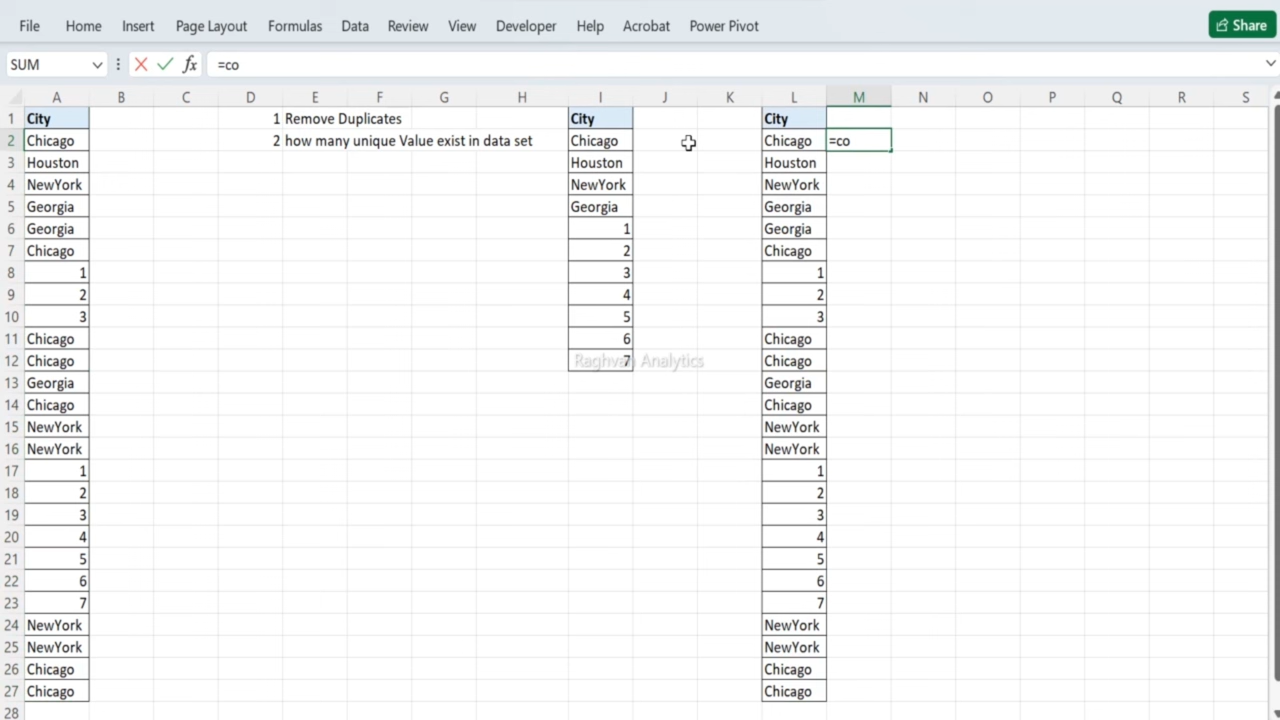 File Home Insert Page Layout Formulas Data Review View Developer Help Acrobat Power Pivot Share
SUM fx =co
A B C D E F G H I J K L M N O P Q R S
1 City 1 Remove Duplicates City City
2 Chicago 2 how many unique Value exist in data set Chicago Chicago =co
3 Houston Houston Houston
4 NewYork NewYork NewYork
5 Georgia Georgia Georgia
6 Georgia 1 Georgia
7 Chicago 2 Chicago
8 1 3 1
9 2 4 2
10 3 5 3
11 Chicago 6 Chicago
12 Chicago 7 Chicago
Raghvan Analytics
13 Georgia Georgia
14 Chicago Chicago
15 NewYork NewYork
16 NewYork NewYork
17 1 1
18 2 2
19 3 3
20 4 4
21 5 5
22 6 6
23 7 7
24 NewYork NewYork
25 NewYork NewYork
26 Chicago Chicago
27 Chicago Chicago
28